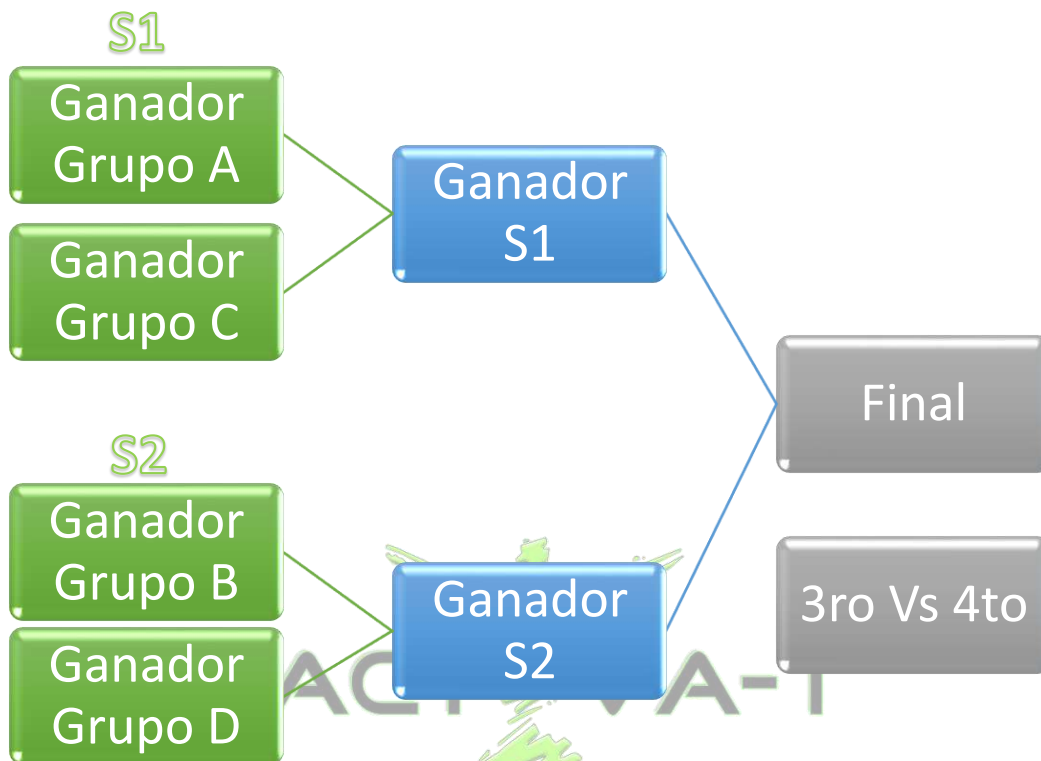 S1
Ganador
Grupo A
Ganador
Grupo C
Ganador
S1
Final
S2
Ganador
Grupo B
Ganador
Grupo D
Ganador
S2
3ro Vs 4to